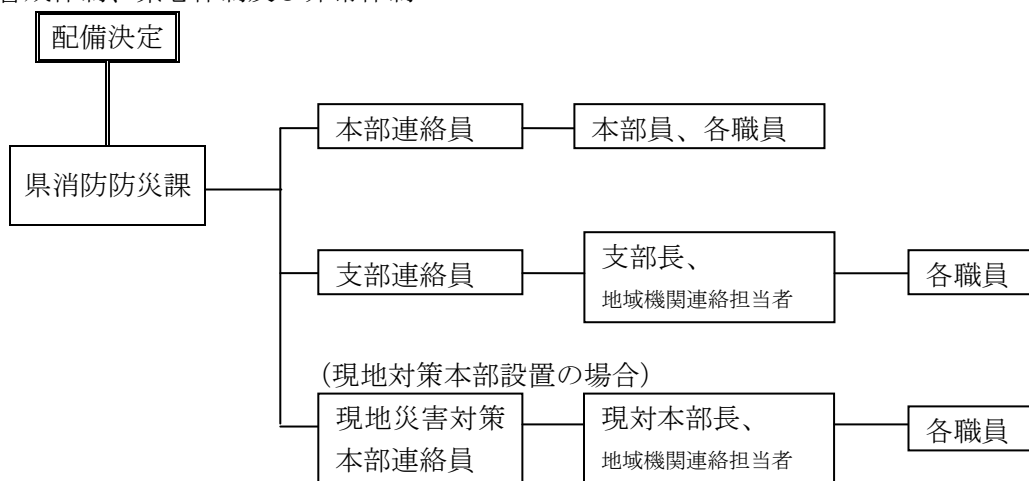 配備決定
県消防防災課
本部連絡員
本部員、各職員
支部連絡員
支部長、
地域機関連絡担当者
各職員
(現地対策本部設置の場合)
現地災害対策
本部連絡員
現対本部長、
地域機関連絡担当者
各職員